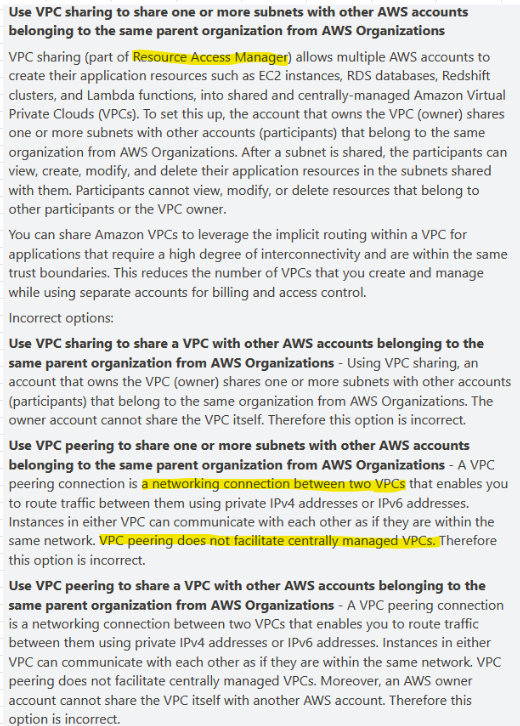 Use VPC sharing to share one or more subnets with other AWS accounts
belonging to the same parent organization from AWS Organizations
VPC sharing (part of Resource Access Manager) allows multiple AWS accounts to
create their application resources such as EC2 instances, RDS databases, Redshift
clusters, and Lambda functions, into shared and centrally-managed Amazon Virtual
Private Clouds (VPCs). To set this up, the account that owns the VPC (owner) shares
one or more subnets with other accounts (participants) that belong to the same
organization from AWS Organizations. After a subnet is shared, the participants can
view, create, modify, and delete their application resources in the subnets shared
with them. Participants cannot view, modify, or delete resources that belong to
other participants or the VPC owner.
You can share Amazon VPCs to leverage the implicit routing within a VPC for
applications that require a high degree of interconnectivity and are within the same
trust boundaries. This reduces the number of VPCs that you create and manage
while using separate accounts for billing and access control.
Incorrect options:
Use VPC sharing to share a VPC with other AWS accounts belonging to the
same parent organization from AWS Organizations - Using VPC sharing, an
account that owns the VPC (owner) shares one or more subnets with other accounts
(participants) that belong to the same organization from AWS Organizations. The
owner account cannot share the VPC itself. Therefore this option is incorrect.
Use VPC peering to share one or more subnets with other AWS accounts
belonging to the same parent organization from AWS Organizations - A VPC
peering connection is a networking connection between two VPCs that enables you
to route traffic between them using private IPv4 addresses or IPv6 addresses.
Instances in either VPC can communicate with each other as if they are within the
same network. VPC peering does not facilitate centrally managed VPCs. Therefore
this option is incorrect.
Use VPC peering to share a VPC with other AWS accounts belonging to the
same parent organization from AWS Organizations - A VPC peering connection
is a networking connection between two VPCs that enables you to route traffic
between them using private IPv4 addresses or IPv6 addresses. Instances in either
VPC can communicate with each other as if they are within the same network. VPC
peering does not facilitate centrally managed VPCs. Moreover, an AWS owner
account cannot share the VPC itself with another AWS account. Therefore this
option is incorrect.